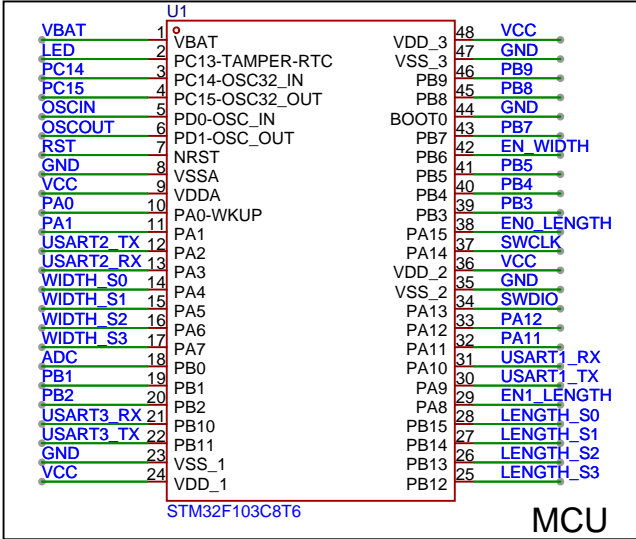 U1
VBAT 1 VBAT VDD_3 48 VCC
LED 2 PC13-TAMPER-RTC VSS_3 47 GND
PC14 3 PC14-OSC32_IN PB9 46 PB9
PC15 4 PC15-OSC32_OUT PB8 45 PB8
OSCIN 5 PD0-OSC_IN BOOT0 44 GND
OSCOUT 6 PD1-OSC_OUT PB7 43 PB7
RST 7 NRST PB6 42 EN_WIDTH
GND 8 VSSA PB5 41 PB5
VCC 9 VDDA PB4 40 PB4
PA0 10 PA0-WKUP PB3 39 PB3
PA1 11 PA1 PA15 38 EN0_LENGTH
USART2_TX 12 PA2 PA14 37 SWCLK
USART2_RX 13 PA3 VDD_2 36 VCC
WIDTH_S0 14 PA4 VSS_2 35 GND
WIDTH_S1 15 PA5 PA13 34 SWDIO
WIDTH_S2 16 PA6 PA12 33 PA12
WIDTH_S3 17 PA7 PA11 32 PA11
ADC 18 PB0 PA10 31 USART1_RX
PB1 19 PB1 PA9 30 USART1_TX
PB2 20 PB2 PA8 29 EN1_LENGTH
USART3_RX 21 PB10 PB15 28 LENGTH_S0
USART3_TX 22 PB11 PB14 27 LENGTH_S1
GND 23 VSS_1 PB13 26 LENGTH_S2
VCC 24 VDD_1 PB12 25 LENGTH_S3
STM32F103C8T6
MCU